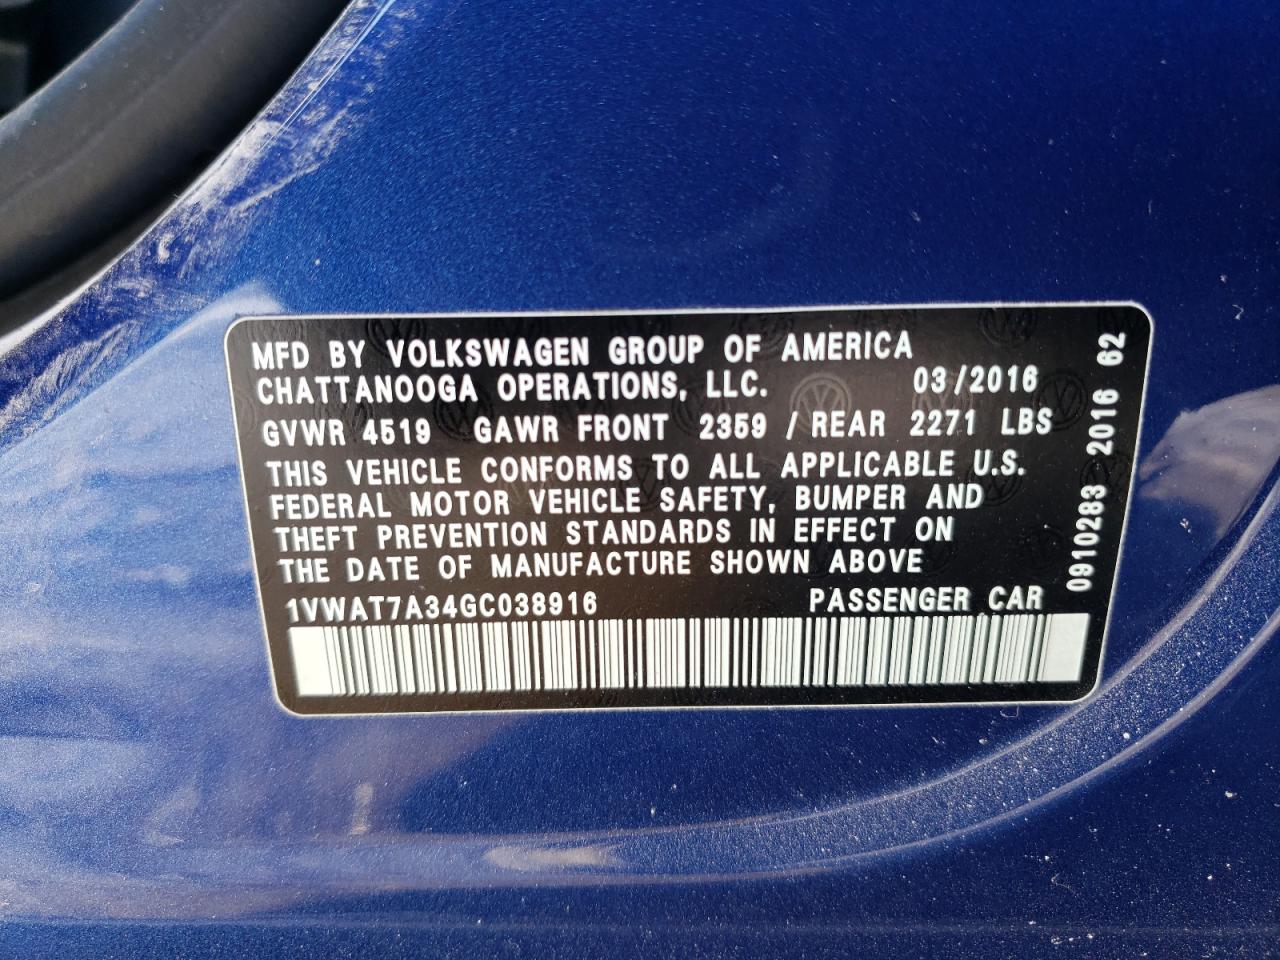 MFD BY VOLKSWAGEN GROUP OF AMERICA
CHATTANOOGA OPERATIONS, LLC. 03/2016
GVWR 4519 GAWR FRONT 2359 / REAR 2271 LBS
THIS VEHICLE CONFORMS TO ALL APPLICABLE U.S.
FEDERAL MOTOR VEHICLE SAFETY, BUMPER AND
THEFT PREVENTION STANDARDS IN EFFECT ON
THE DATE OF MANUFACTURE SHOWN ABOVE
1VWAT7A34GC038916 PASSENGER CAR
0910283 2016 62